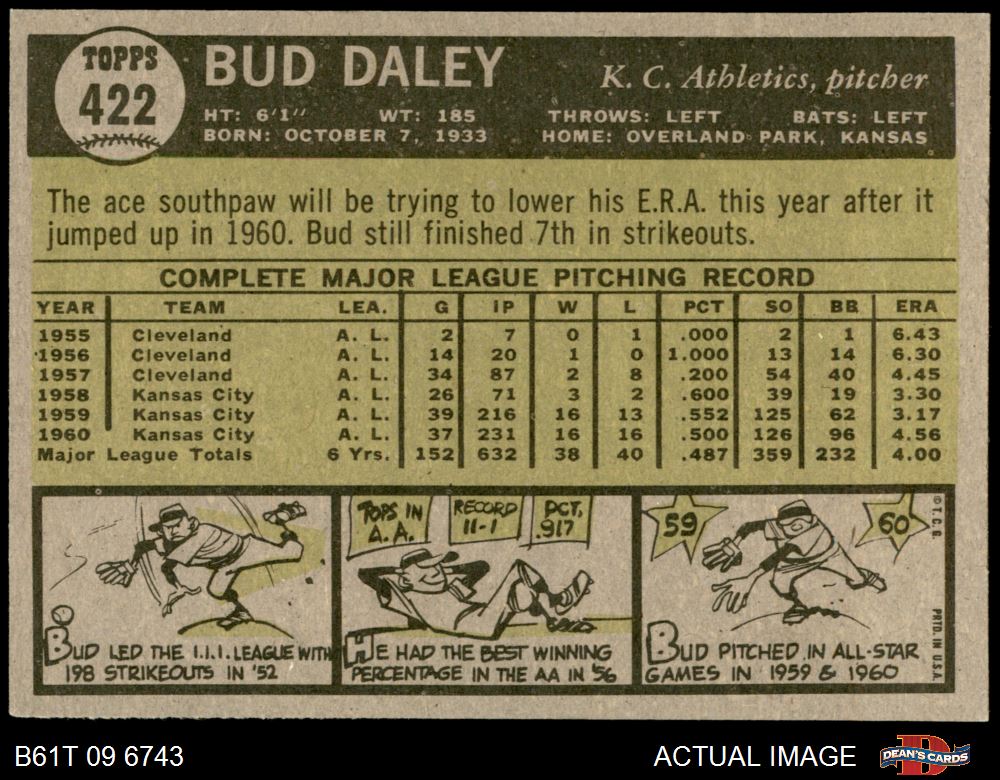 TOPPS
422
BUD DALEY
K. C. Athletics, pitcher
HT: 6'1" WT: 185 THROWS: LEFT BATS: LEFT
BORN: OCTOBER 7, 1933 HOME: OVERLAND PARK, KANSAS
The ace southpaw will be trying to lower his E.R.A. this year after it
jumped up in 1960. Bud still finished 7th in strikeouts.
COMPLETE MAJOR LEAGUE PITCHING RECORD
YEAR TEAM LEA. G IP W L PCT SO BB ERA
1955 Cleveland A. L. 2 7 0 1 .000 2 1 6.43
1956 Cleveland A. L. 14 20 1 0 1.000 13 14 6.30
1957 Cleveland A. L. 34 87 2 8 .200 54 40 4.45
1958 Kansas City A. L. 26 71 3 2 .600 39 19 3.30
1959 Kansas City A. L. 39 216 16 13 .552 125 62 3.17
1960 Kansas City A. L. 37 231 16 16 .500 126 96 4.56
Major League Totals 6 Yrs. 152 632 38 40 .487 359 232 4.00
BUD LED THE I.I.I. LEAGUE WITH
198 STRIKEOUTS IN '52
TOPS IN
A.A.
RECORD
11-1
PCT.
.917
HE HAD THE BEST WINNING
PERCENTAGE IN THE AA IN '56
59
60
BUD PITCHED IN ALL-STAR
GAMES IN 1959 & 1960
© T.C.G.
PRTD. IN U.S.A.
B61T 09 6743
ACTUAL IMAGE
D
DEAN'S CARDS